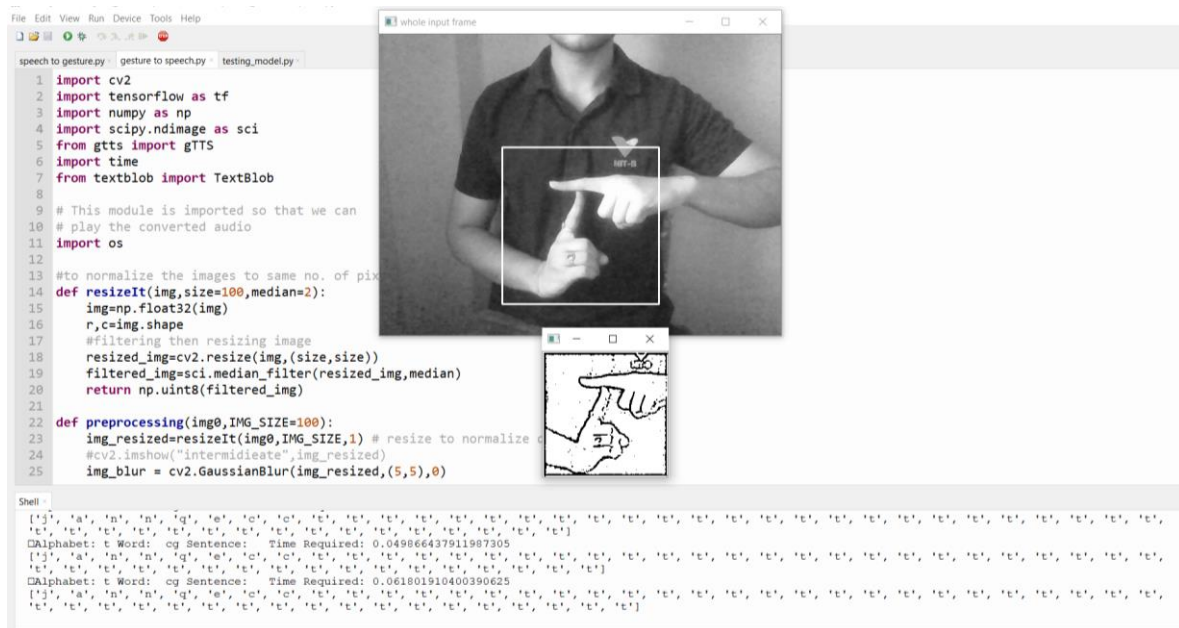 File Edit View Run Device Tools Help
whole input frame
speech to gesture.py
gesture to speech.py
testing_model.py
1 import cv2
2 import tensorflow as tf
3 import numpy as np
4 import scipy.ndimage as sci
5 from gtts import gTTS
6 import time
7 from textblob import TextBlob
8
9 # This module is imported so that we can
10 # play the converted audio
11 import os
12
13 #to normalize the images to same no. of pix
14 def resizeIt(img,size=100,median=2):
15 img=np.float32(img)
16 r,c=img.shape
17 #filtering then resizing image
18 resized_img=cv2.resize(img,(size,size))
19 filtered_img=sci.median_filter(resized_img,median)
20 return np.uint8(filtered_img)
21
22 def preprocessing(img0,IMG_SIZE=100):
23 img_resized=resizeIt(img0,IMG_SIZE,1) # resize to normalize
24 #cv2.imshow("intermidieate",img_resized)
25 img_blur = cv2.GaussianBlur(img_resized,(5,5),0)
Shell
['j', 'a', 'n', 'n', 'q', 'e', 'c', 'c', 't', 't', 't', 't', 't', 't', 't', 't', 't', 't', 't', 't', 't', 't', 't', 't', 't', 't', 't', 't', 't', 't', 't', 't', 't',
't', 't', 't', 't', 't', 't', 't', 't', 't', 't', 't', 't', 't', 't', 't', 't']
Alphabet: t Word: cg Sentence: Time Required: 0.049866437911987305
['j', 'a', 'n', 'n', 'q', 'e', 'c', 'c', 't', 't', 't', 't', 't', 't', 't', 't', 't', 't', 't', 't', 't', 't', 't', 't', 't', 't', 't', 't', 't', 't', 't', 't', 't',
't', 't', 't', 't', 't', 't', 't', 't', 't', 't', 't', 't', 't', 't', 't', 't', 't']
Alphabet: t Word: cg Sentence: Time Required: 0.061801910400390625
['j', 'a', 'n', 'n', 'q', 'e', 'c', 'c', 't', 't', 't', 't', 't', 't', 't', 't', 't', 't', 't', 't', 't', 't', 't', 't', 't', 't', 't', 't', 't', 't', 't', 't', 't',
't', 't', 't', 't', 't', 't', 't', 't', 't', 't', 't', 't', 't', 't', 't', 't', 't', 't']